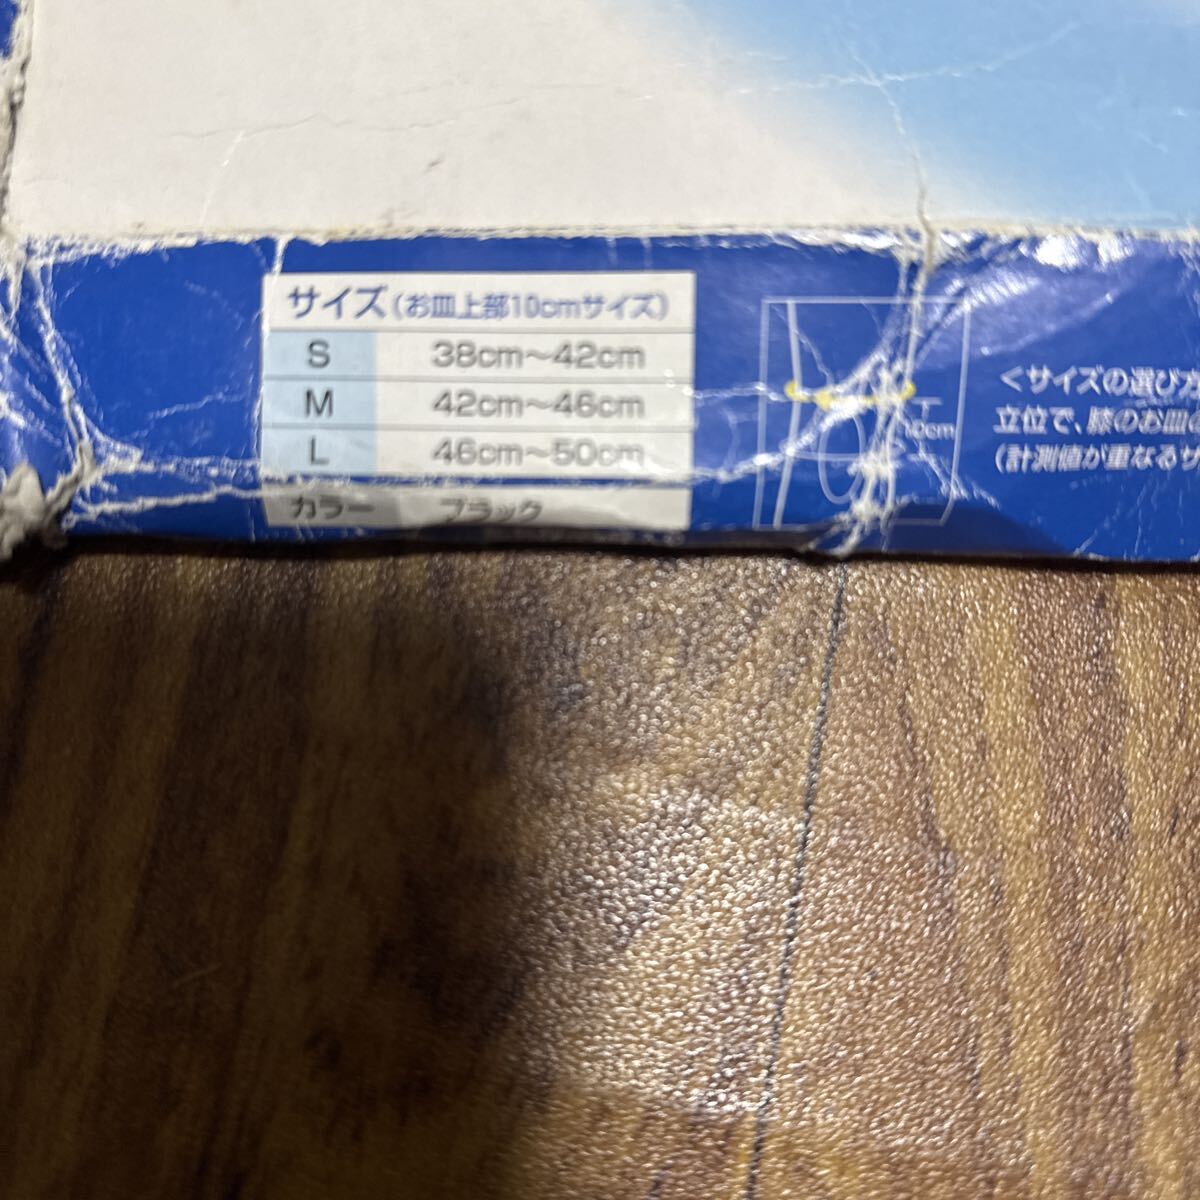 サイズ(お皿上部10cmサイズ)
S 38cm〜42cm
M 42cm〜46cm
L 46cm〜50cm
カラー ブラック
10cm
<サイズの選び方
立位で、膝のお皿の
(計測値が重なるサ